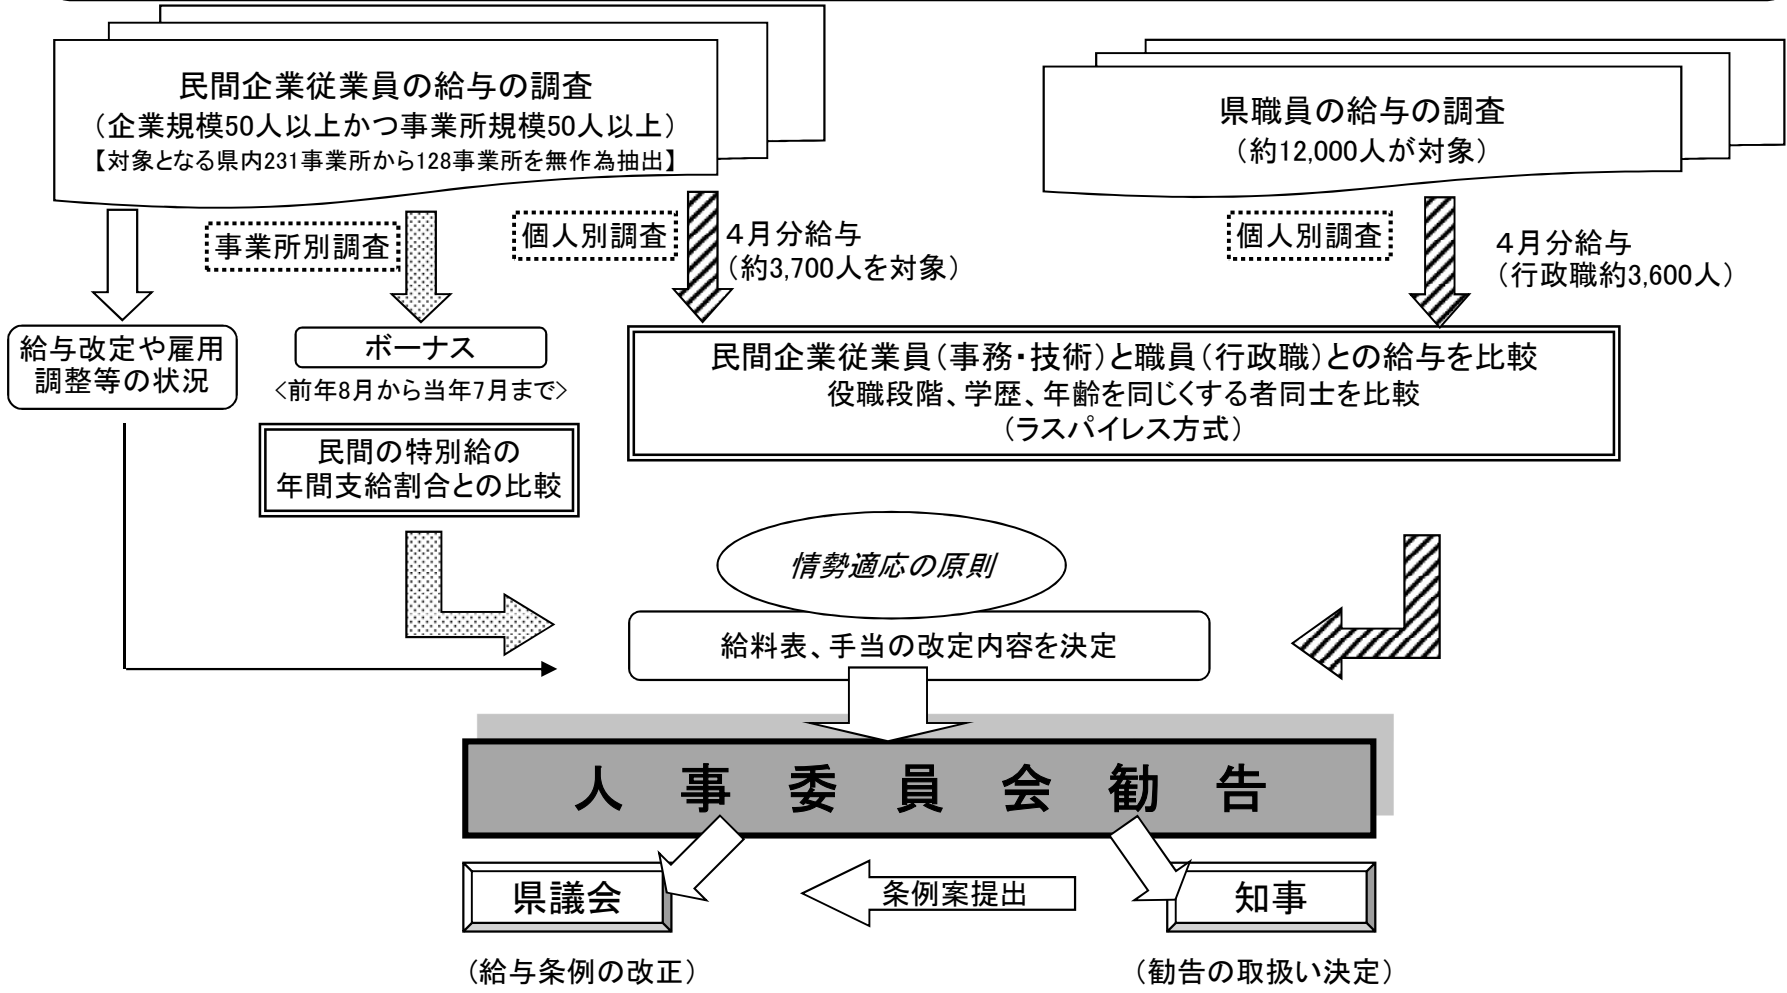 民間企業従業員の給与の調査
(企業規模50人以上かつ事業所規模50人以上)
【対象となる県内231事業所から128事業所を無作為抽出】
県職員の給与の調査
(約12,000人が対象)
事業所別調査
個人別調査
4月分給与
(約3,700人を対象)
個人別調査
4月分給与
(行政職約3,600人)
給与改定や雇用
調整等の状況
ボーナス
<前年8月から当年7月まで>
民間の特別給の
年間支給割合との比較
民間企業従業員(事務・技術)と職員(行政職)との給与を比較
役職段階、学歴、年齢を同じくする者同士を比較
(ラスパイレス方式)
情勢適応の原則
給料表、手当の改定内容を決定
人事委員会勧告
県議会
条例案提出
知事
(給与条例の改正)
(勧告の取扱い決定)